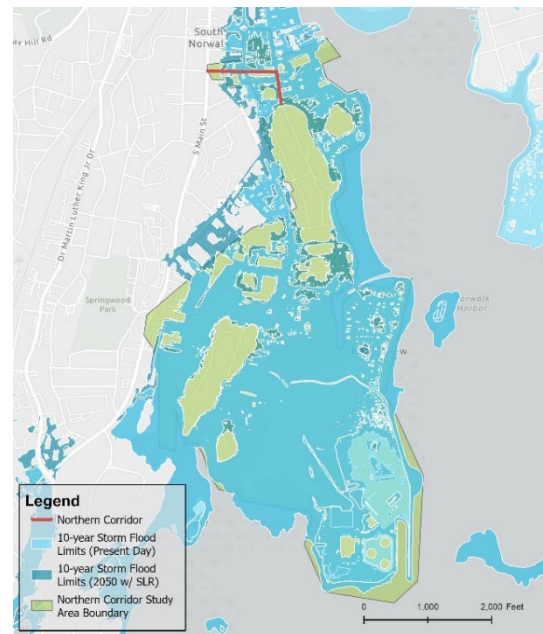 South
Norwal
Hill Rd
S Main St
Dr Martin Luther King Jr Dr
Springwood
Park
Harbor
W
Legend
Northern Corridor
10-year Storm Flood
Limits (Present Day)
10-year Storm Flood
Limits (2050 w/ SLR)
Northern Corridor Study
Area Boundary
0 1,000 2,000 Feet